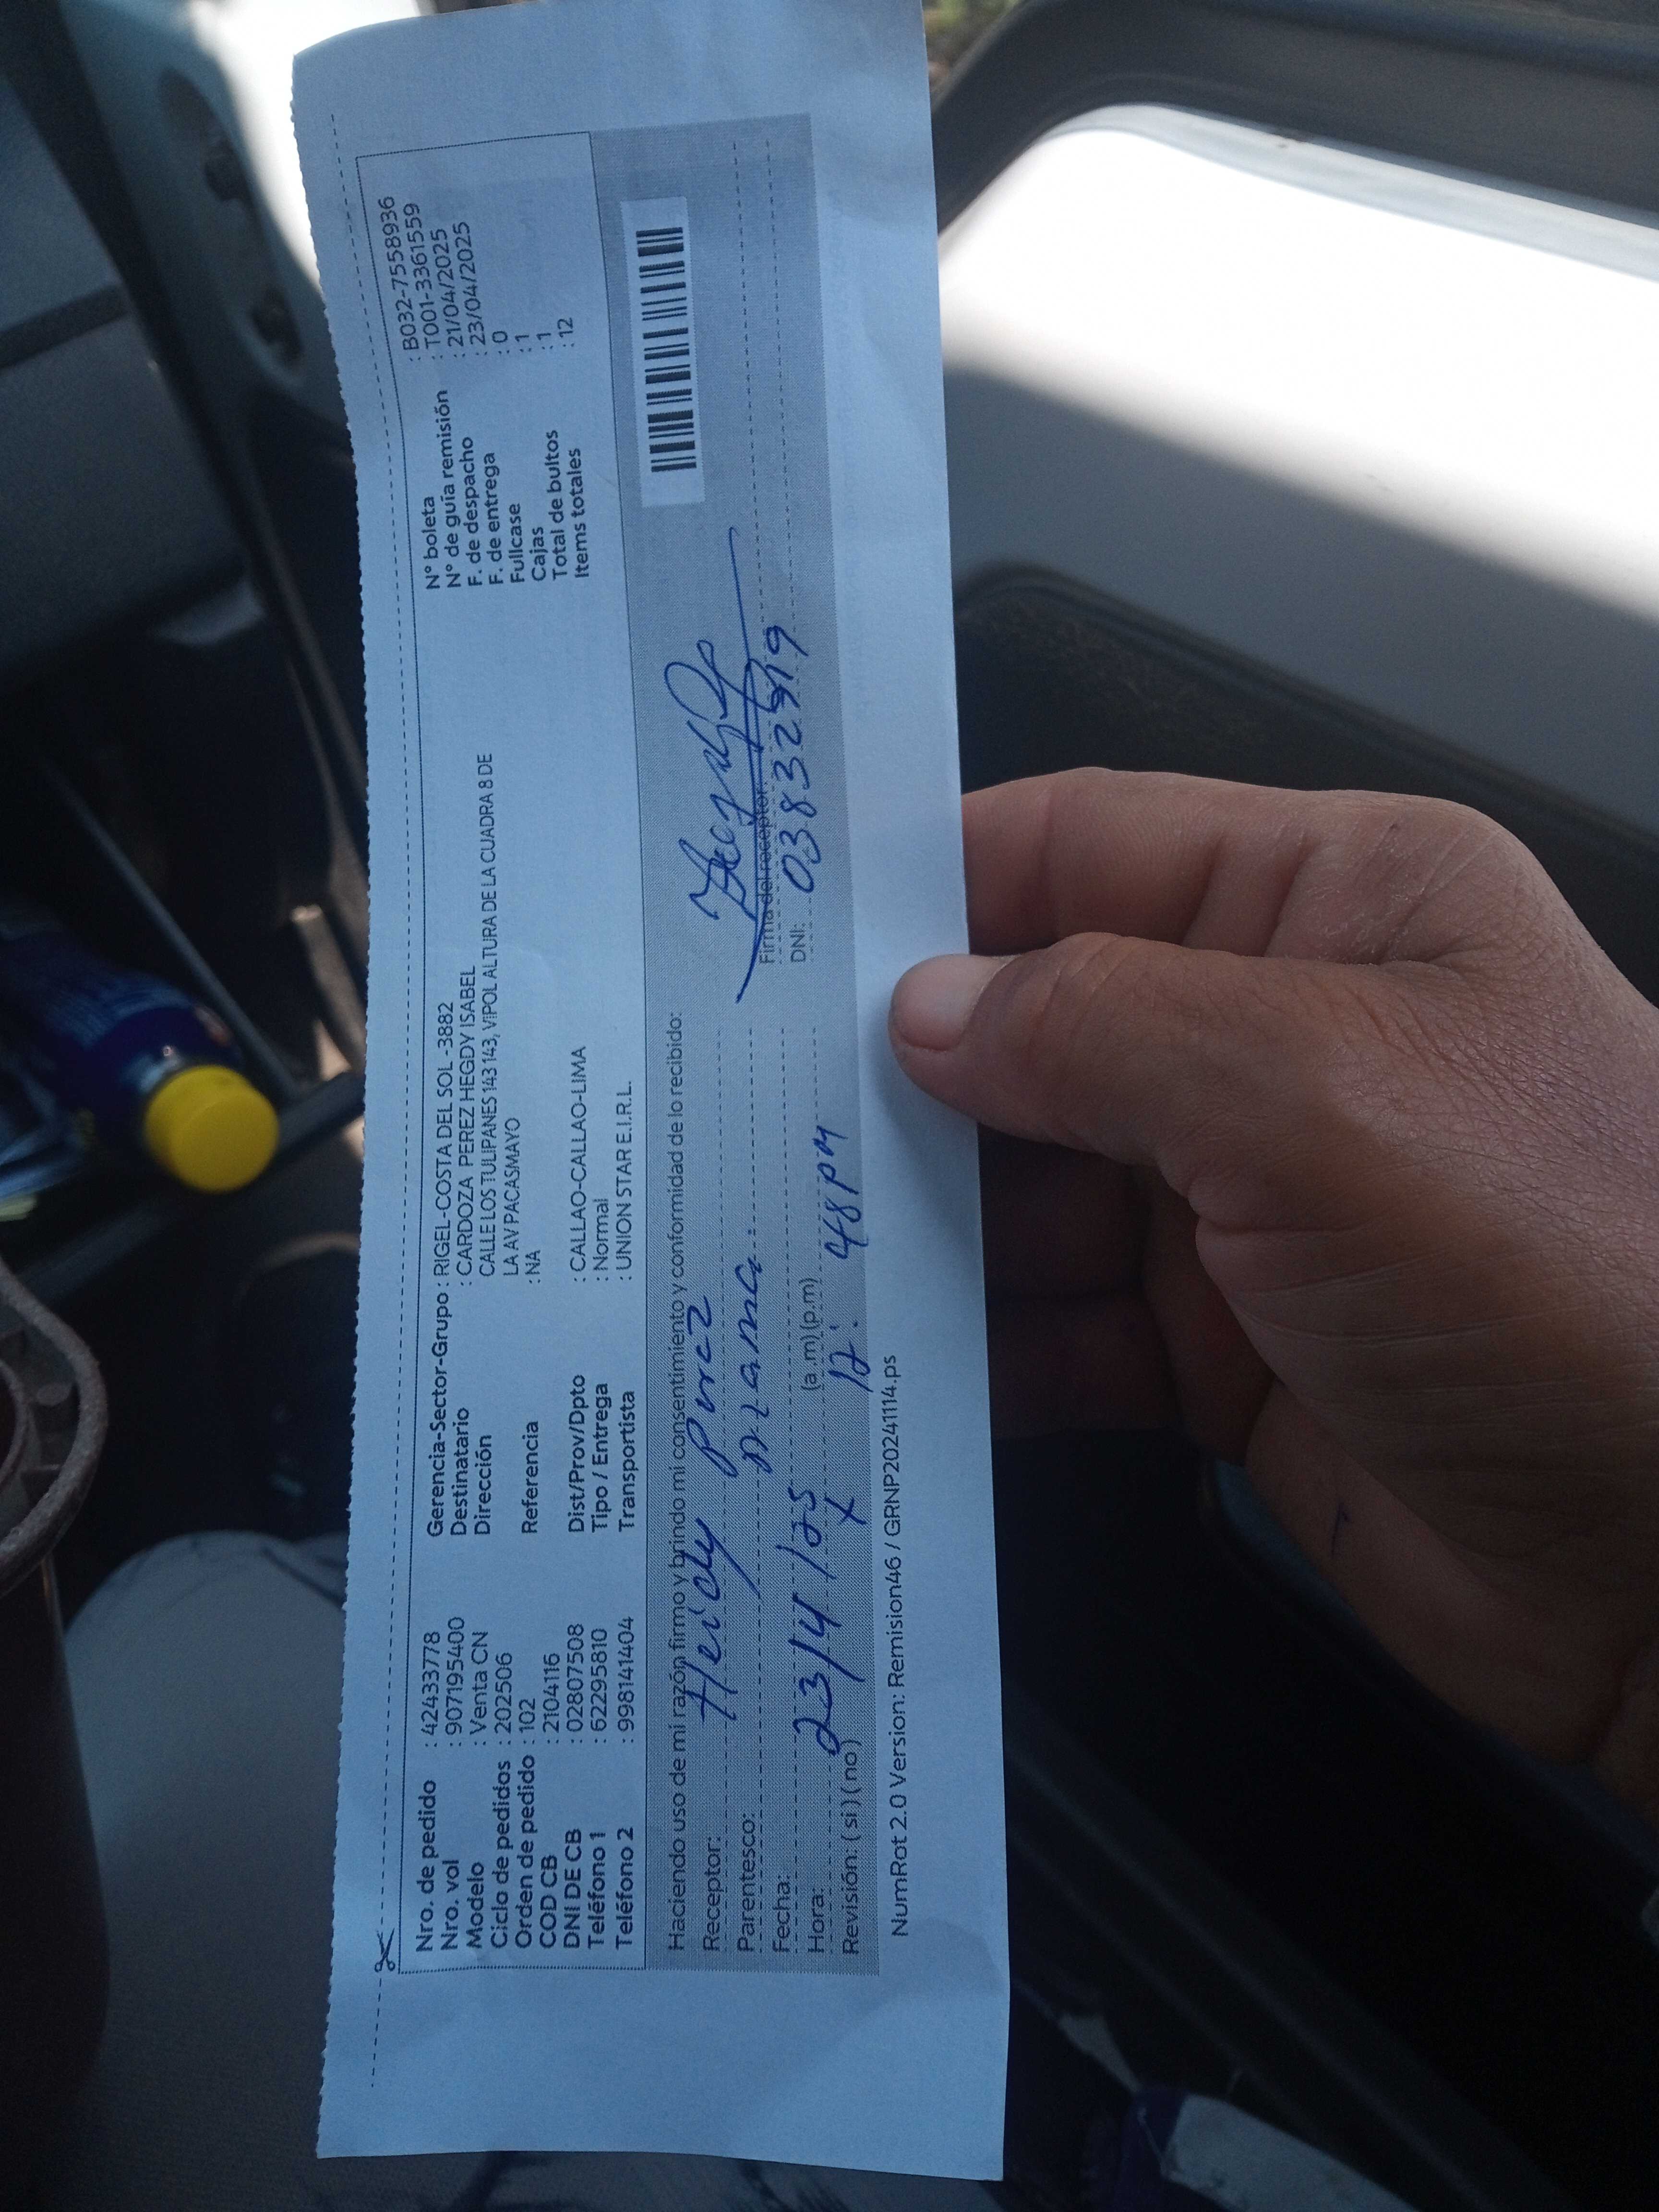 Nro. de pedido : 42433778
Nro. vol : 907195400
Modelo : Venta CN
Ciclo de pedidos : 202506
Orden de pedido : 102
COD CB : 2104116
DNI DE CB : 02807508
Teléfono 1 : 62295810
Teléfono 2 : 998141404
Gerencia-Sector-Grupo : RIGEL-COSTA DEL SOL -3882
Destinatario : CARDOZA PEREZ HEGDY ISABEL
Dirección CALLE LOS TULIPANES 143 143, VIPOL ALTURA DE LA CUADRA 8 DE
LA AV PACASMAYO
Referencia : NA
Dist/Prov/Dpto : CALLAO-CALLAO-LIMA
Tipo / Entrega : Normal
Transportista : UNION STAR E.I.R.L.
N° boleta : B032-75558936
N° de guía remisión : T001-3361559
F. de despacho : 21/04/2025
F. de entrega : 23/04/2025
Fullcase : 0
Cajas : 1
Total de bultos : 1
Items totales : 12
Haciendo uso de mi razón firmo y brindo mi consentimiento y conformidad de lo recibido:
Receptor: Heidy
Parentesco:
Fecha: 23/4/25
Hora: (a.m) (p.m) 12:48 pm
Revisión: ( si ) ( no ) x
Firma del receptor:
DNI:
NumRot 2.0 Version: Remision46 / GRNP20241114.ps